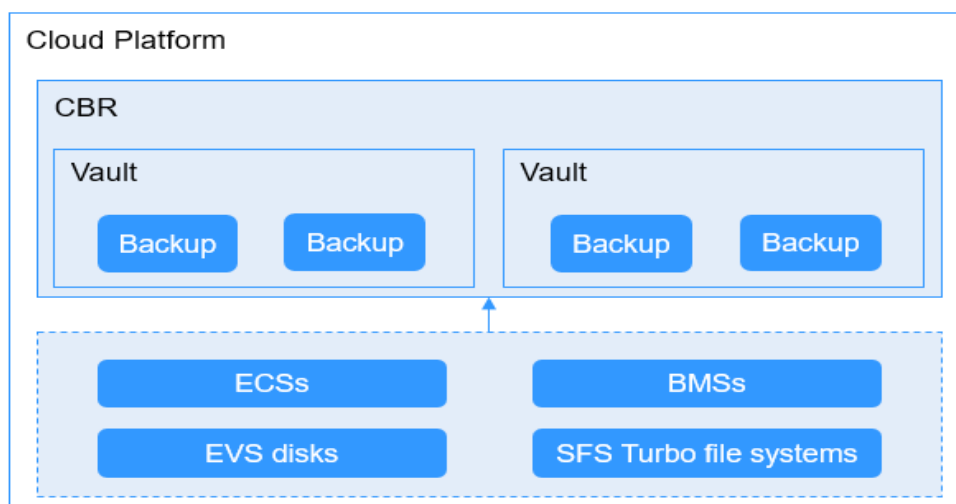 Cloud Platform
CBR
Vault
Vault
Backup
Backup
Backup
Backup
ECSs
BMSs
EVS disks
SFS Turbo file systems